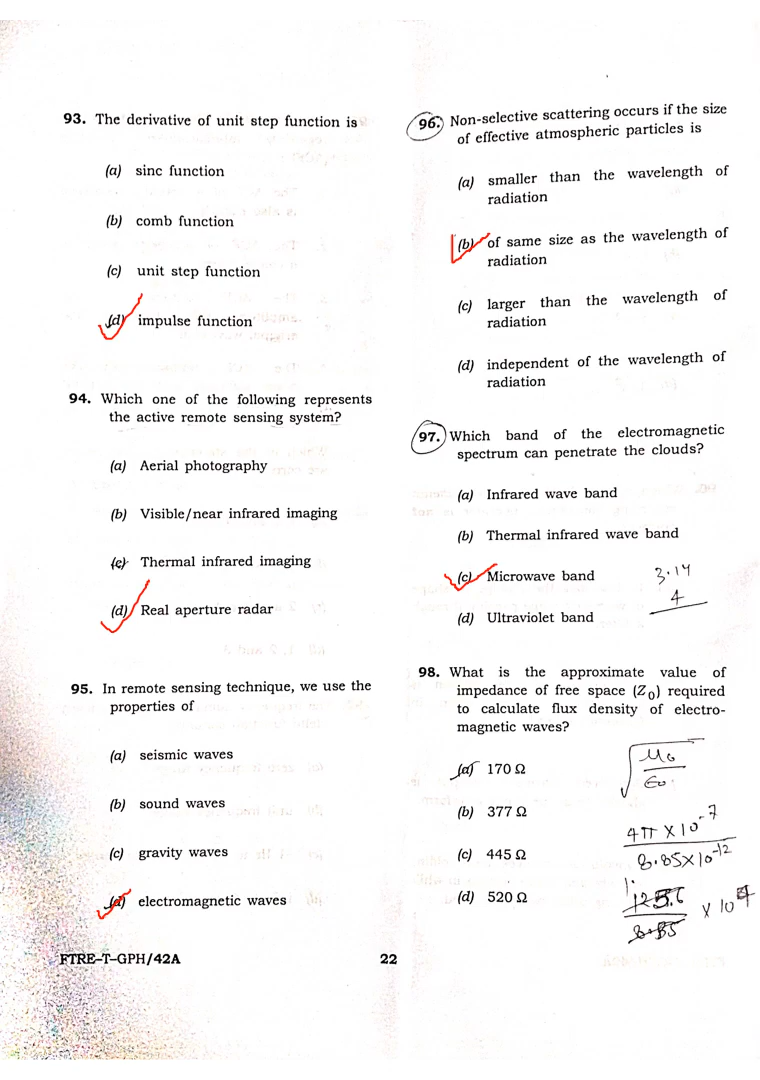 93. The derivative of unit step function is
(a) sinc function
(b) comb function
(c) unit step function
(d) impulse function
94. Which one of the following represents
the active remote sensing system?
(a) Aerial photography
(b) Visible/near infrared imaging
(c) Thermal infrared imaging
(d) Real aperture radar
95. In remote sensing technique, we use the
properties of
(a) seismic waves
(b) sound waves
(c) gravity waves
(d) electromagnetic waves
FTRE-T-GPH/42A
22
96. Non-selective scattering occurs if the size
of effective atmospheric particles is
(a) smaller than the wavelength of
radiation
(b) of same size as the wavelength of
radiation
(c) larger than the wavelength of
radiation
(d) independent of the wavelength of
radiation
97. Which band of the electromagnetic
spectrum can penetrate the clouds?
(a) Infrared wave band
(b) Thermal infrared wave band
(c) Microwave band
(d) Ultraviolet band
3.14
4
98. What is the approximate value of
impedance of free space (Z₀) required
to calculate flux density of electro-
magnetic waves?
(a) 170 Ω
(b) 377 Ω
(c) 445 Ω
(d) 520 Ω
√ μ₀
ε₀
4π × 10⁻⁷
8.85×10⁻¹²